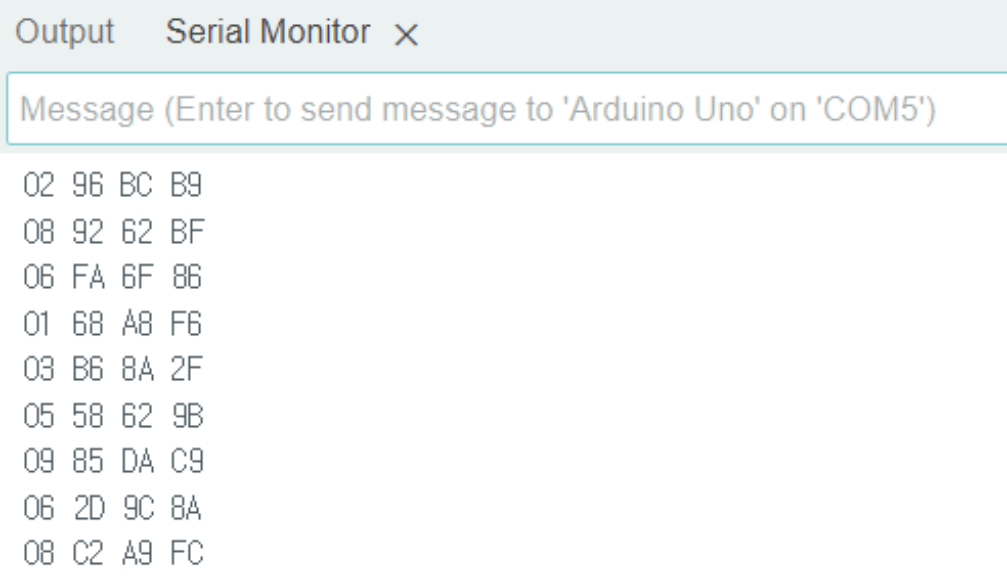 Output Serial Monitor ×
Message (Enter to send message to 'Arduino Uno' on 'COM5')
02 96 BC B9
08 92 62 BF
06 FA 6F 86
01 68 A8 F6
03 B6 8A 2F
05 58 62 9B
09 85 DA C9
06 2D 9C 8A
08 C2 A9 FC